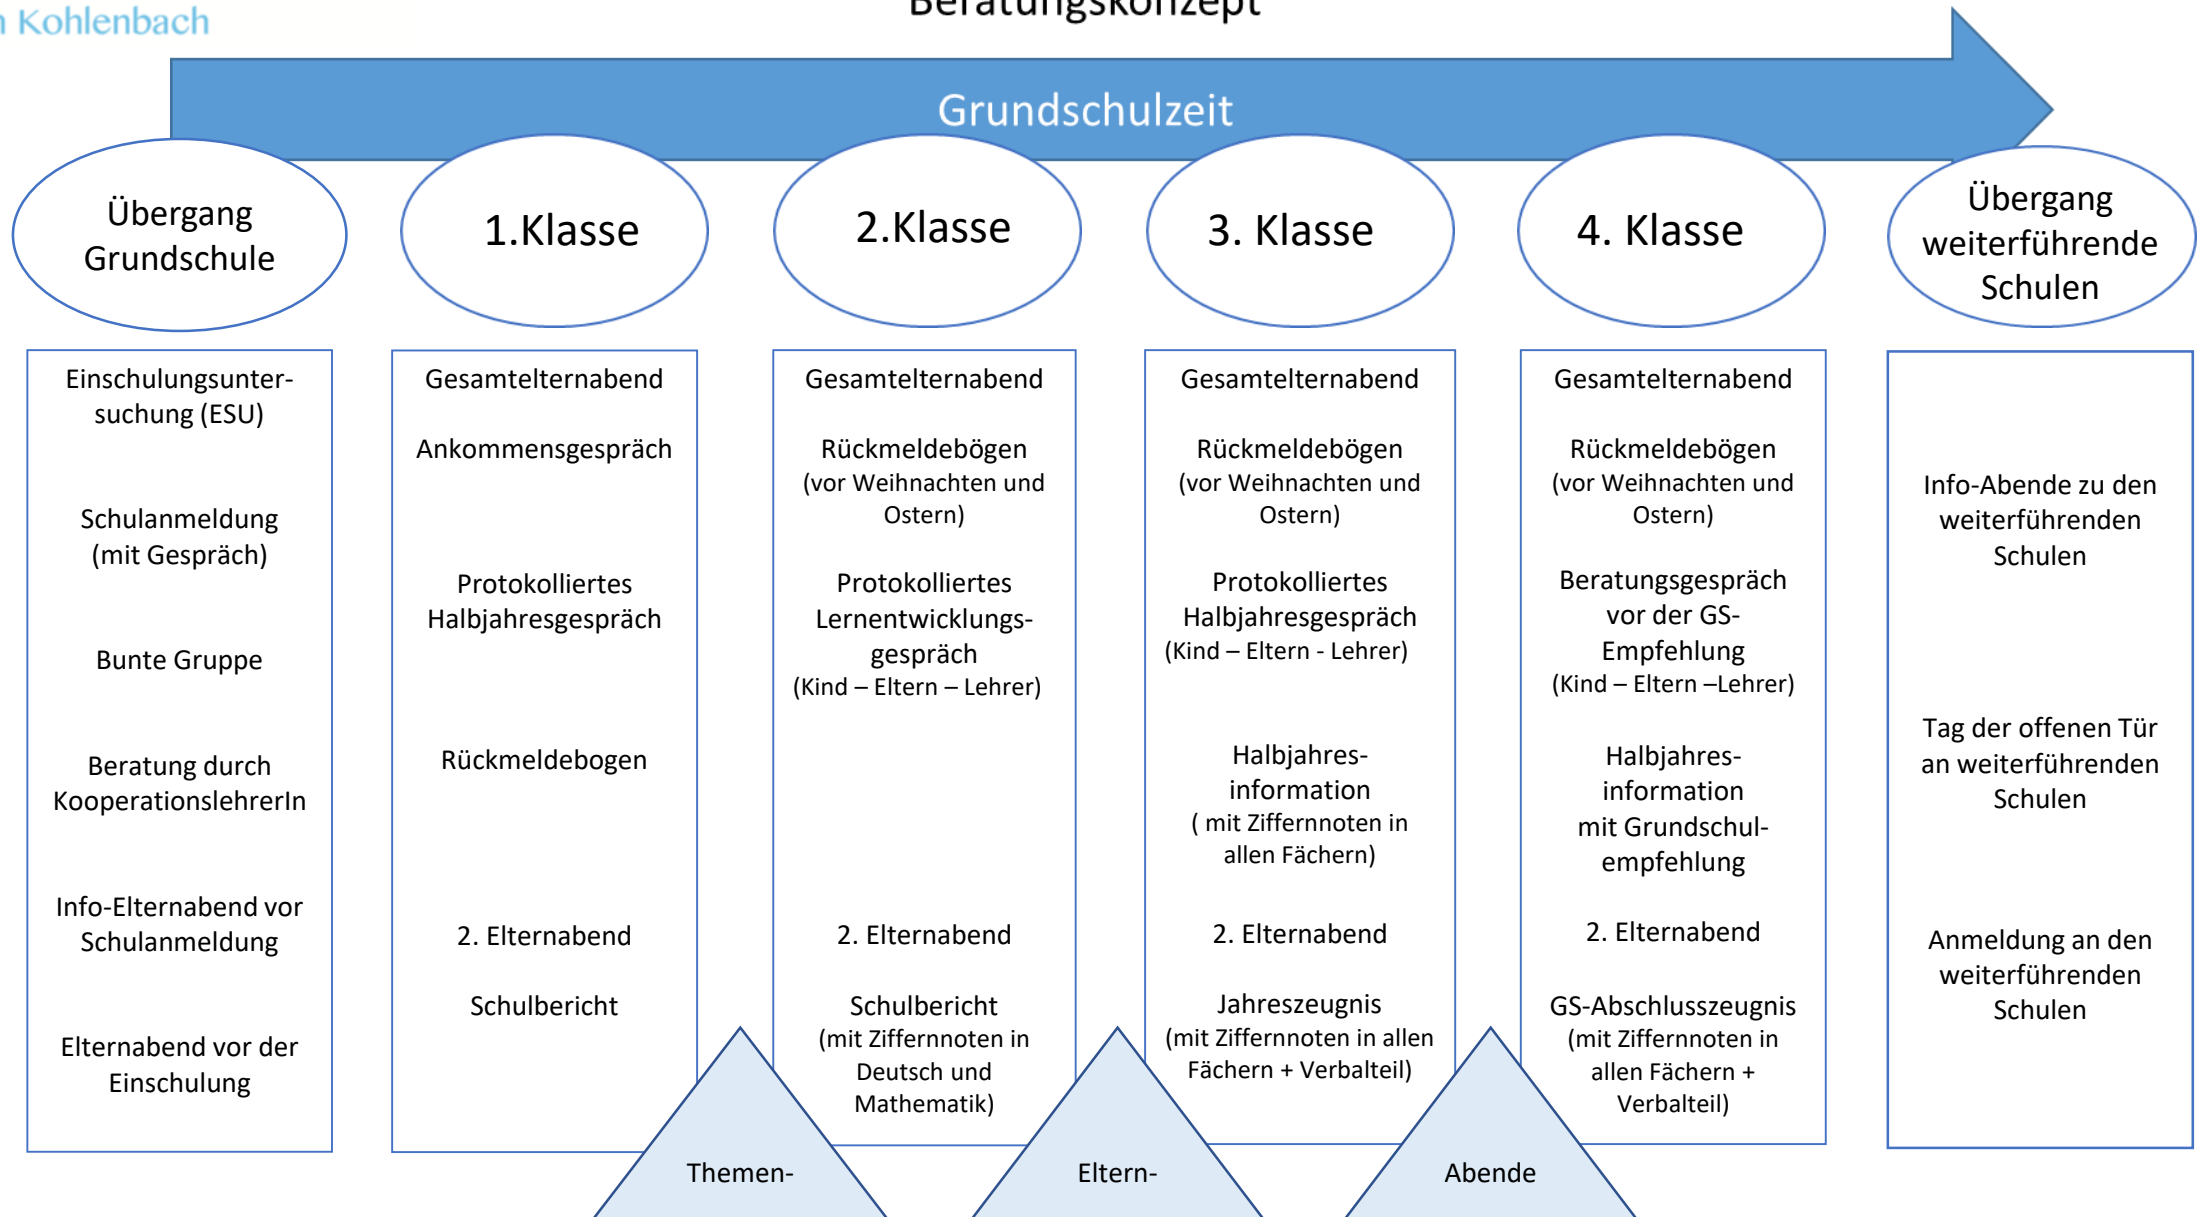 Kohlenbach
Beratungskonzept
Grundschulzeit
Übergang
Grundschule
1.Klasse
2.Klasse
3. Klasse
4. Klasse
Übergang
weiterführende
Schulen
Einschulungsunter-
suchung (ESU)
Schulanmeldung
(mit Gespräch)
Bunte Gruppe
Beratung durch
KooperationslehrerIn
Info-Elternabend vor
Schulanmeldung
Elternabend vor der
Einschulung
Gesamtelternabend
Ankommensgespräch
Protokolliertes
Halbjahresgespräch
Rückmeldebogen
2. Elternabend
Schulbericht
Gesamtelternabend
Rückmeldebögen
(vor Weihnachten und
Ostern)
Protokolliertes
Lernentwicklungs-
gespräch
(Kind – Eltern – Lehrer)
2. Elternabend
Schulbericht
(mit Ziffernnoten in
Deutsch und
Mathematik)
Gesamtelternabend
Rückmeldebögen
(vor Weihnachten und
Ostern)
Protokolliertes
Halbjahresgespräch
(Kind – Eltern - Lehrer)
Halbjahres-
information
( mit Ziffernnoten in
allen Fächern)
2. Elternabend
Jahreszeugnis
(mit Ziffernnoten in allen
Fächern + Verbalteil)
Gesamtelternabend
Rückmeldebögen
(vor Weihnachten und
Ostern)
Beratungsgespräch
vor der GS-
Empfehlung
(Kind – Eltern –Lehrer)
Halbjahres-
information
mit Grundschul-
empfehlung
2. Elternabend
GS-Abschlusszeugnis
(mit Ziffernnoten in
allen Fächern +
Verbalteil)
Info-Abende zu den
weiterführenden
Schulen
Tag der offenen Tür
an weiterführenden
Schulen
Anmeldung an den
weiterführenden
Schulen
Themen-
Eltern-
Abende